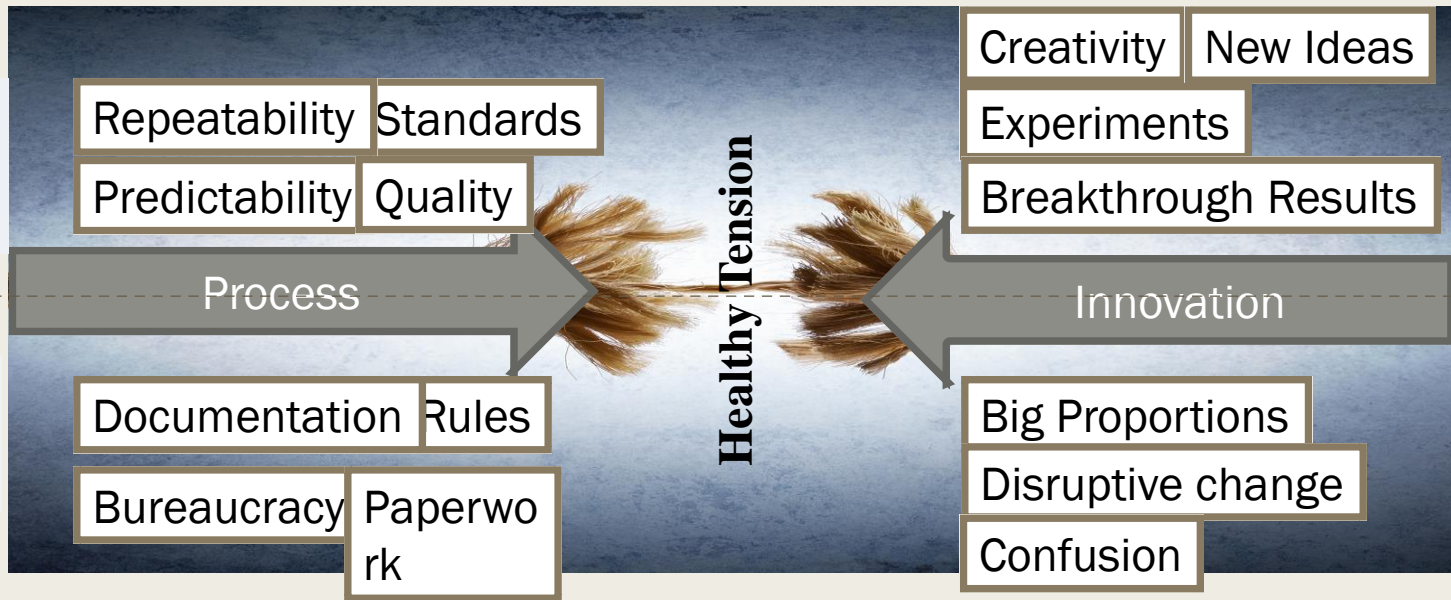 Creativity New Ideas
Repeatability Standards
Experiments
Predictability Quality
Breakthrough Results
Healthy Tension
Process
Innovation
Documentation Rules
Big Proportions
Disruptive change
Bureaucracy Paperwo
rk
Confusion